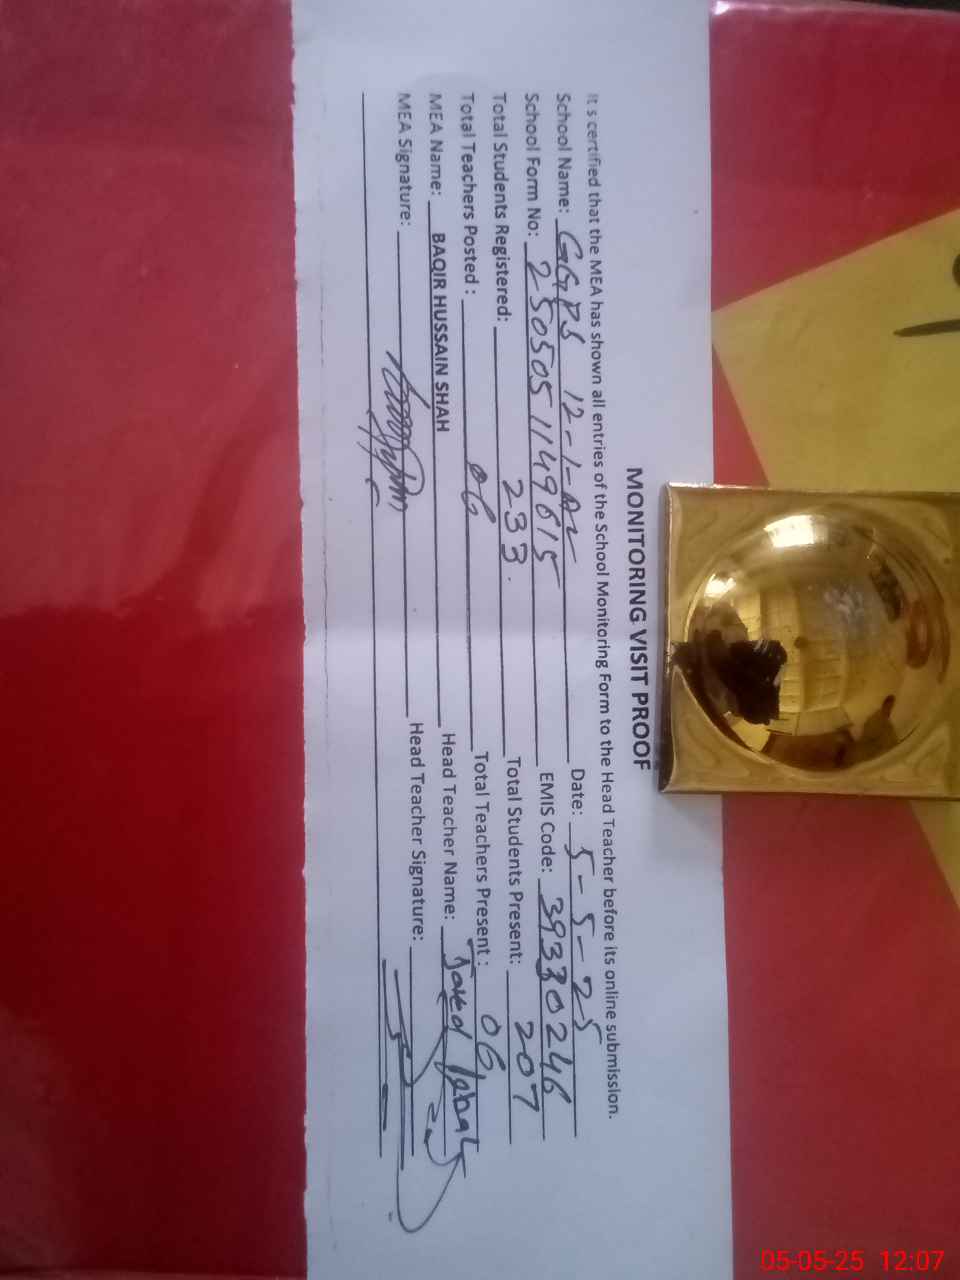 MONITORING VISIT PROOF
It s certified that the MEA has shown all entries of the School Monitoring Form to the Head Teacher before its online submission.
School Name: GGPS 12-1-AL Date: 5-5-25
School Form No: 25050511149615 EMIS Code: 39330246
Total Students Registered: 233. Total Students Present: 207
Total Teachers Posted : 06 Total Teachers Present : 06
MEA Name: BAQIR HUSSAIN SHAH Head Teacher Name: Javed Iqbal
MEA Signature: Head Teacher Signature:
05-05-25 12:07